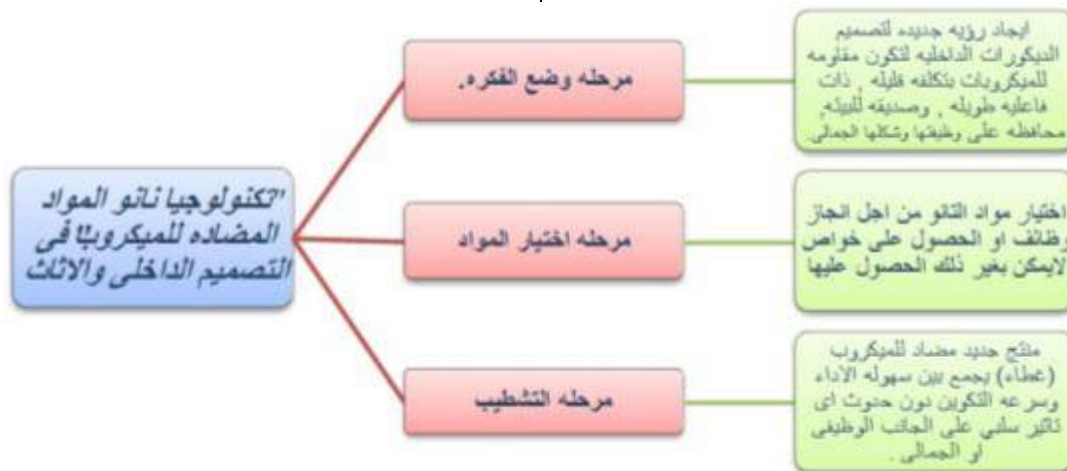 "تكنولوجيا نانو المواد
المضاده للميكروب" فى
التصميم الداخلى والاثاث
مرحله وضع الفكره.
ايجاد رؤيه جديده لتصميم
الديكورات الداخليه لتكون مقاومه
للميكروبات بتكلفه قليله , ذات
فاعليه طويله , وصديقه للبيئه,
محافظه على وظيفتها وشكلها الجمالى.
مرحله اختيار المواد
اختيار مواد النانو من اجل انجاز
وظائف او الحصول على خواص
لايمكن بغير ذلك الحصول عليها
مرحله التشطيب
منتج جديد مضاد للميكروب
(غطاء) يجمع بين سهوله الاداء
وسرعه التكوين دون حدوث اى
تاثير سلبي على الجانب الوظيفى
او الجمالى .